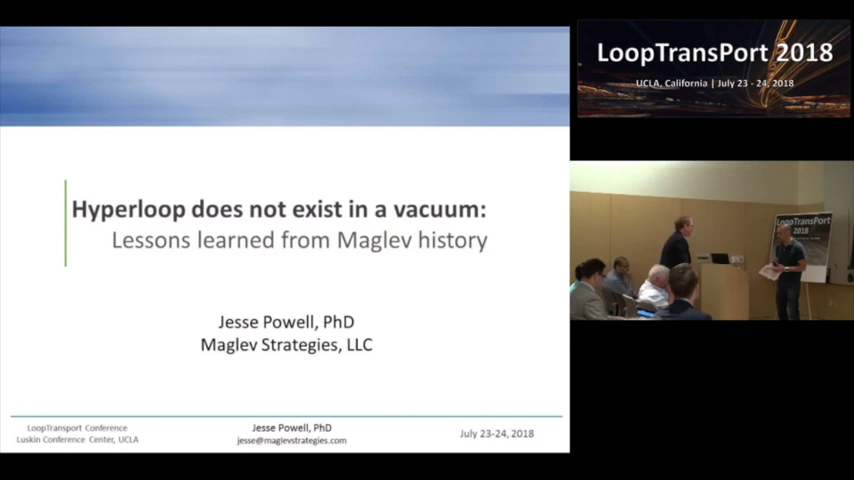 Hyperloop does not exist in a vacuum:
Lessons learned from Maglev history
Jesse Powell, PhD
Maglev Strategies, LLC
LoopTransport Conference
Luskin Conference Center, UCLA
Jesse Powell, PhD
jesse@maglevstrategies.com
July 23-24, 2018
LoopTransPort 2018
UCLA, California | July 23 - 24, 2018
LoopTransPort
2018